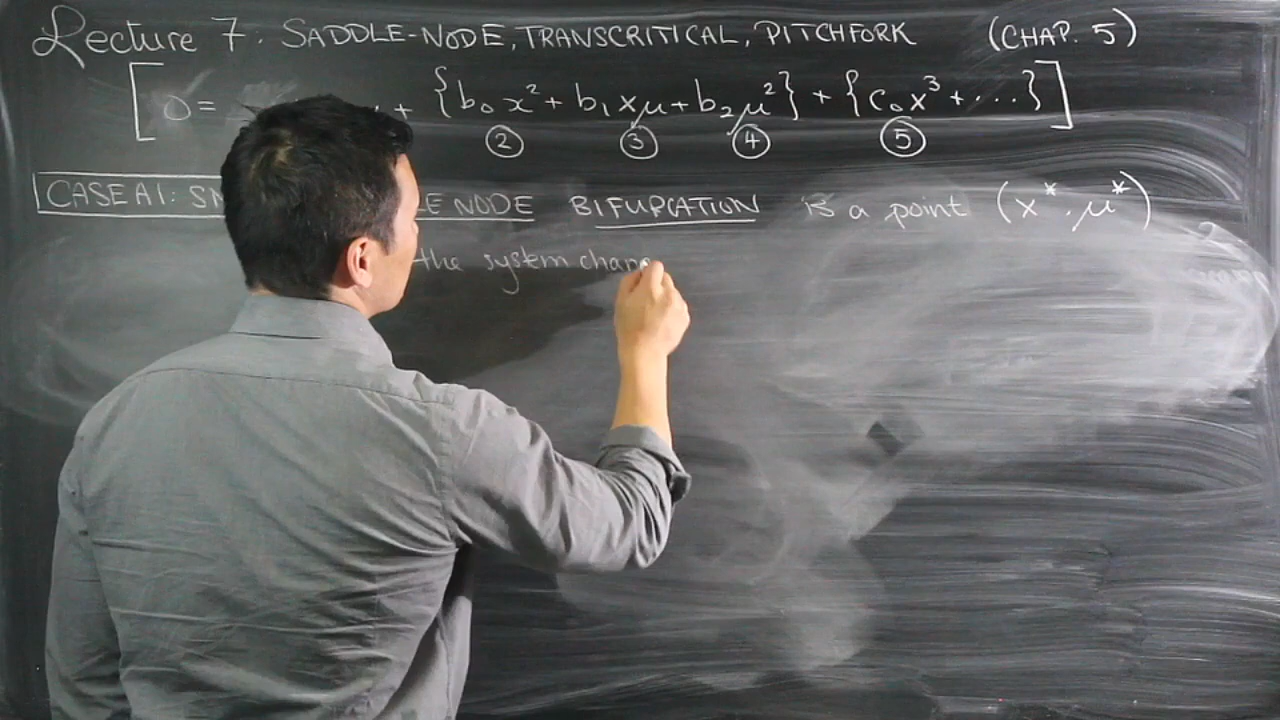 Lecture 7: SADDLE-NODE, TRANSCRITICAL, PITCHFORK (CHAP. 5)
[ 0 = + {b₀x² + b₁xμ + b₂μ²} + {c₀x³ + ...} ]
② ③ ④ ⑤
CASE A1: NODE BIFURCATION is a point (x*, μ*)
the system chang